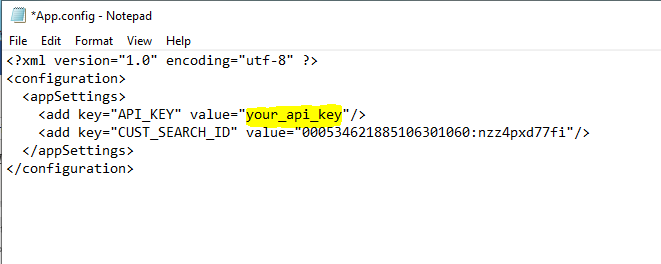 *App.config - Notepad
File Edit Format View Help
<?xml version="1.0" encoding="utf-8" ?>
<configuration>
<appSettings>
<add key="API_KEY" value="your_api_key"/>
<add key="CUST_SEARCH_ID" value="000534621885106301060:nzz4pxd77fi"/>
</appSettings>
</configuration>